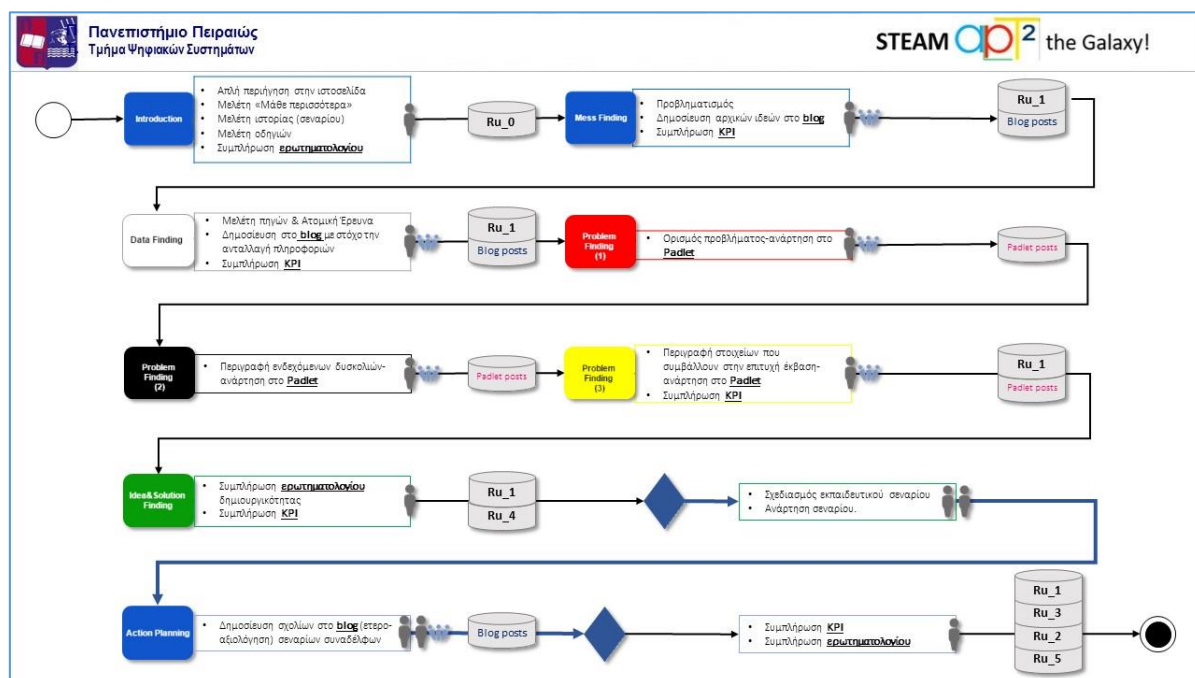 Πανεπιστήμιο Πειραιώς
Τμήμα Ψηφιακών Συστημάτων
STEAM apT² the Galaxy!
Introduction
• Απλή περιήγηση στην ιστοσελίδα
• Μελέτη «Μάθε περισσότερα»
• Μελέτη ιστορίας (σεναρίου)
• Μελέτη οδηγιών
• Συμπλήρωση ερωτηματολογίου
Ru_0
Mess Finding
• Προβληματισμός
• Δημοσίευση αρχικών ιδεών στο blog
• Συμπλήρωση KPI
Ru_1
Blog posts
Data Finding
• Μελέτη πηγών & Ατομική Έρευνα
• Δημοσίευση στο blog με στόχο την
ανταλλαγή πληροφοριών
• Συμπλήρωση KPI
Ru_1
Blog posts
Problem
Finding
(1)
• Ορισμός προβλήματος-ανάρτηση στο
Padlet
Padlet posts
Problem
Finding
(2)
• Περιγραφή ενδεχόμενων δυσκολιών-
ανάρτηση στο Padlet
Padlet posts
Problem
Finding
(3)
• Περιγραφή στοιχείων που
συμβάλλουν στην επιτυχή έκβαση-
ανάρτηση στο Padlet
• Συμπλήρωση KPI
Ru_1
Padlet posts
Idea&Solution
Finding
• Συμπλήρωση ερωτηματολογίου
δημιουργικότητας
• Συμπλήρωση KPI
Ru_1
Ru_4
• Σχεδιασμός εκπαιδευτικού σεναρίου
• Ανάρτηση σεναρίου.
Action Planning
• Δημοσίευση σχολίων στο blog (ετερο-
αξιολόγηση) σεναρίων συναδέλφων
Blog posts
• Συμπλήρωση KPI
• Συμπλήρωση ερωτηματολογίου
Ru_1
Ru_3
Ru_2
Ru_5